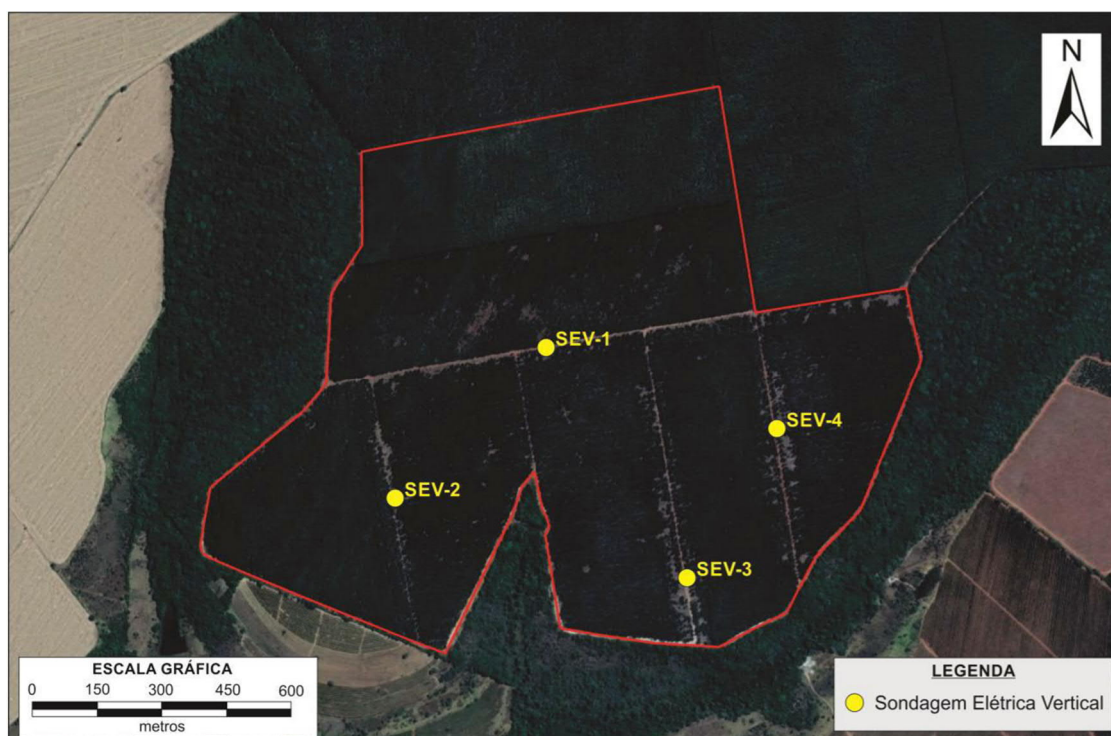 N
SEV-1
SEV-4
SEV-2
SEV-3
ESCALA GRÁFICA
0 150 300 450 600
metros
LEGENDA
Sondagem Elétrica Vertical